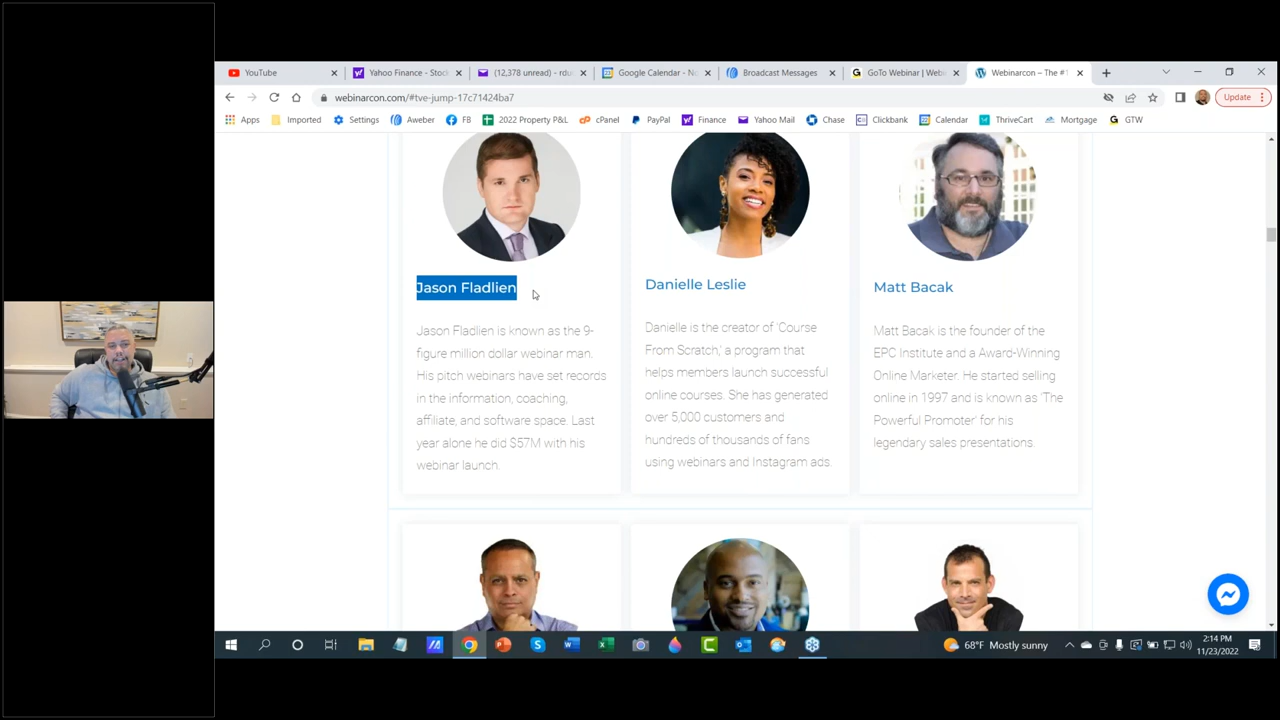 YouTube
Yahoo Finance - Stock
(12,378 unread) - rdu
Google Calendar - No
Broadcast Messages
GoTo Webinar | Web
Webinarcon – The #1
webinarcon.com/#tve-jump-17c71424ba7
Update
Apps
Imported
Settings
Aweber
FB
2022 Property P&L
cPanel
PayPal
Finance
Yahoo Mail
Chase
Clickbank
Calendar
ThriveCart
Mortgage
GTW
Jason Fladlien
Jason Fladlien is known as the 9-
figure million dollar webinar man.
His pitch webinars have set records
in the information, coaching,
affiliate, and software space. Last
year alone he did $57M with his
webinar launch.
Danielle Leslie
Danielle is the creator of 'Course
From Scratch,' a program that
helps members launch successful
online courses. She has generated
over 5,000 customers and
hundreds of thousands of fans
using webinars and Instagram ads.
Matt Bacak
Matt Bacak is the founder of the
EPC Institute and a Award-Winning
Online Marketer. He started selling
online in 1997 and is known as 'The
Powerful Promoter' for his
legendary sales presentations.
68°F Mostly sunny
2:14 PM
11/23/2022